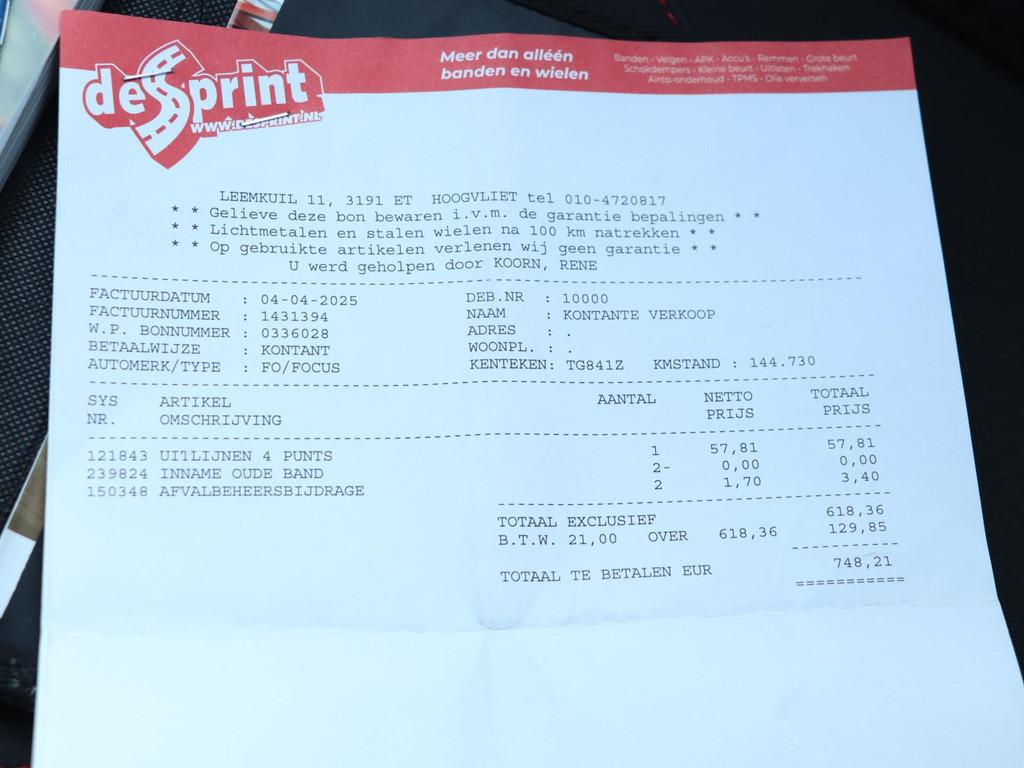 deSprint
WWW.DESPRINT.NL
Meer dan alléén
banden en wielen
Banden - Velgen - APK - Accu's - Remmen - Grote beurt
Schokdempers - Kleine beurt - Uitlaten - Trekhaken
Airco-onderhoud - TPMS - Olie verversen
LEEMKUIL 11, 3191 ET HOOGVLIET tel 010-4720817
* * Gelieve deze bon bewaren i.v.m. de garantie bepalingen * *
* * Lichtmetalen en stalen wielen na 100 km natrekken * *
* * Op gebruikte artikelen verlenen wij geen garantie * *
U werd geholpen door KOORN, RENE
FACTUURDATUM : 04-04-2025 DEB.NR : 10000
FACTUURNUMMER : 1431394 NAAM : KONTANTE VERKOOP
W.P. BONNUMMER : 0336028 ADRES : .
BETAALWIJZE : KONTANT WOONPL. : .
AUTOMERK/TYPE : FO/FOCUS KENTEKEN: TG841Z KMSTAND : 144.730
SYS ARTIKEL AANTAL NETTO TOTAAL
NR. OMSCHRIJVING PRIJS PRIJS
121843 UITLIJNEN 4 PUNTS 1 57,81 57,81
239824 INNAME OUDE BAND 2- 0,00 0,00
150348 AFVALBEHEERSBIJDRAGE 2 1,70 3,40
TOTAAL EXCLUSIEF 618,36
B.T.W. 21,00 OVER 618,36 129,85
TOTAAL TE BETALEN EUR 748,21